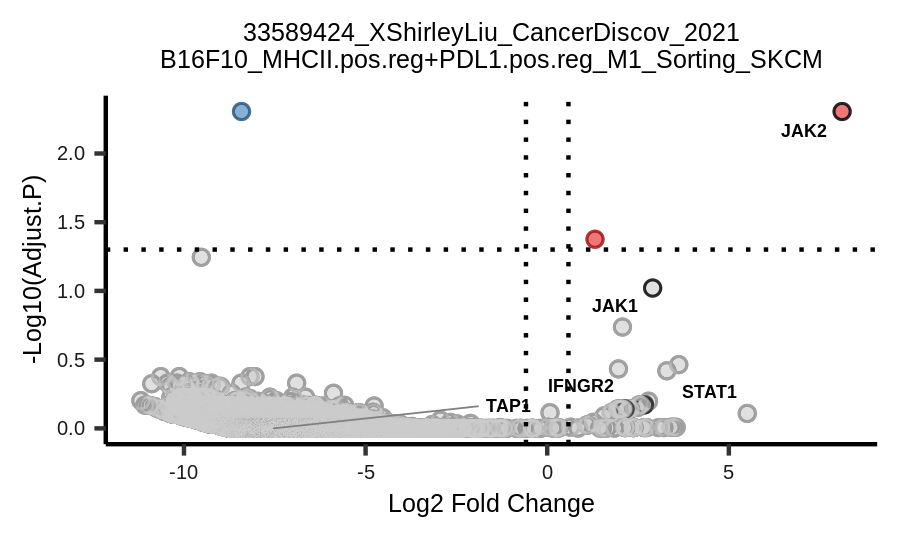 33589424_XShirleyLiu_CancerDiscov_2021
B16F10_MHCII.pos.reg+PDL1.pos.reg_M1_Sorting_SKCM
-Log10(Adjust.P)
2.0
1.5
1.0
0.5
0.0
JAK2
JAK1
IFNGR2
STAT1
TAP1
-10
-5
0
5
Log2 Fold Change